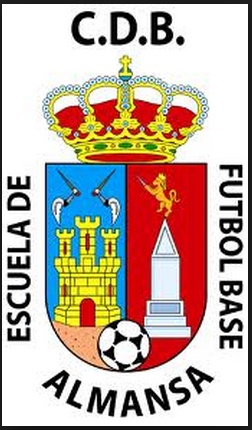 C.D.B.
ESCUELA DE
FUTBOL BASE
ALMANSA